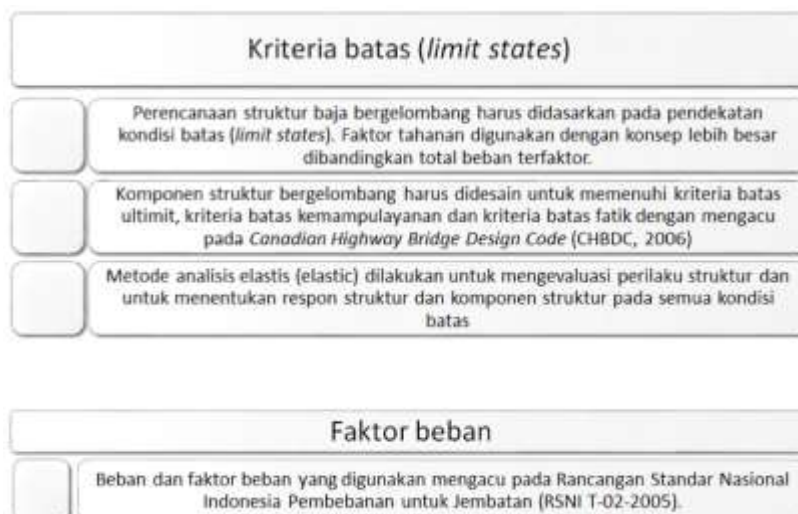 Kriteria batas (limit states)
Perencanaan struktur baja bergelombang harus didasarkan pada pendekatan
kondisi batas (limit states). Faktor tahanan digunakan dengan konsep lebih besar
dibandingkan total beban terfaktor.
Komponen struktur bergelombang harus didesain untuk memenuhi kriteria batas
ultimit, kriteria batas kemampulayanan dan kriteria batas fatik dengan mengacu
pada Canadian Highway Bridge Design Code (CHBDC, 2006)
Metode analisis elastis (elastic) dilakukan untuk mengevaluasi perilaku struktur dan
untuk menentukan respon struktur dan komponen struktur pada semua kondisi
batas
Faktor beban
Beban dan faktor beban yang digunakan mengacu pada Rancangan Standar Nasional
Indonesia Pembebanan untuk Jembatan (RSNI T-02-2005).